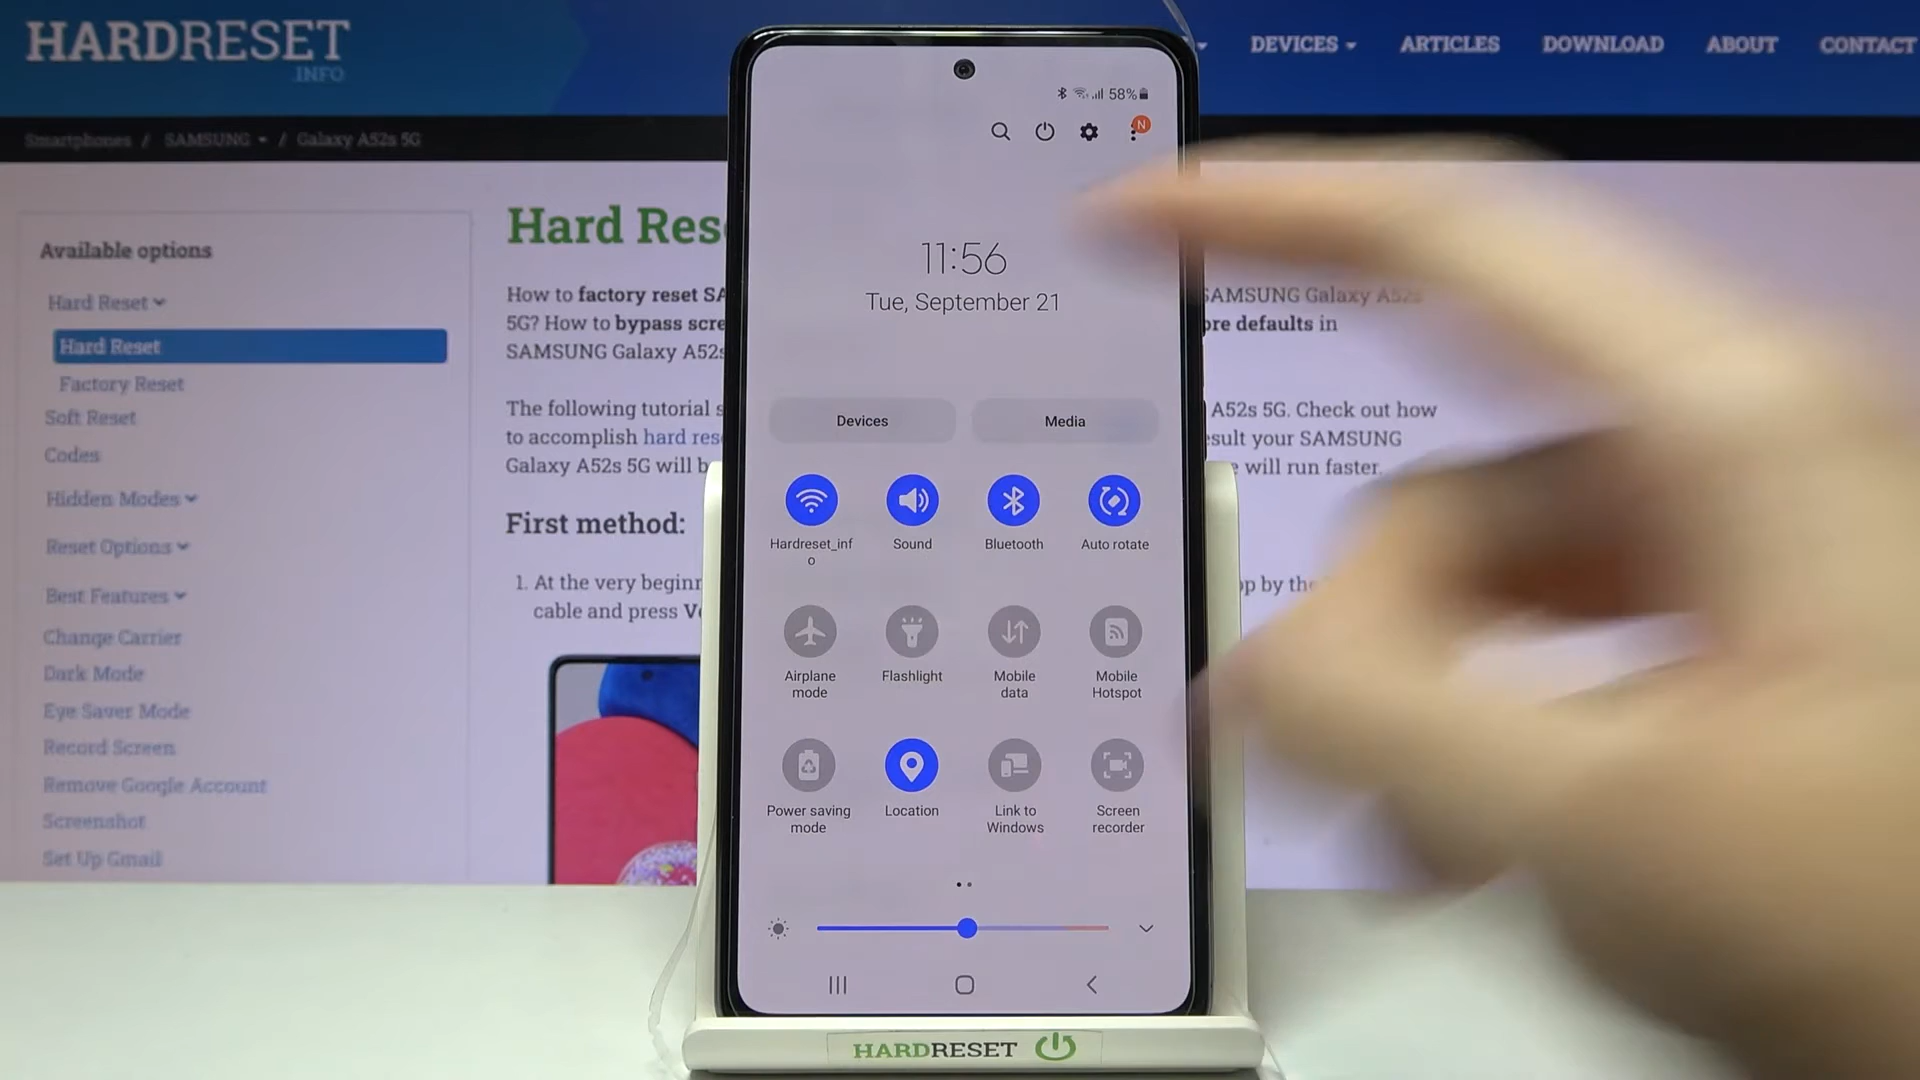 HARDRESET
.INFO
DEVICES
ARTICLES
DOWNLOAD
ABOUT
CONTACT
Smartphones / SAMSUNG / Galaxy A52s 5G
Available options
Hard Reset
Hard Reset
Factory Reset
Soft Reset
Codes
Hidden Modes
Reset Options
Best Features
Change Carrier
Dark Mode
Eye Saver Mode
Record Screen
Remove Google Account
Screenshot
Set Up Gmail
Hard Res
How to factory reset SA
5G? How to bypass scre
SAMSUNG Galaxy A52s
The following tutorial s
to accomplish hard res
Galaxy A52s 5G will b
First method:
1. At the very beginn
cable and press V
SAMSUNG Galaxy A52s
ore defaults in
A52s 5G. Check out how
esult your SAMSUNG
e will run faster.
op by the
58%
N
11:56
Tue, September 21
Devices
Media
Hardreset_inf
o
Sound
Bluetooth
Auto rotate
Airplane
mode
Flashlight
Mobile
data
Mobile
Hotspot
Power saving
mode
Location
Link to
Windows
Screen
recorder
HARDRESET